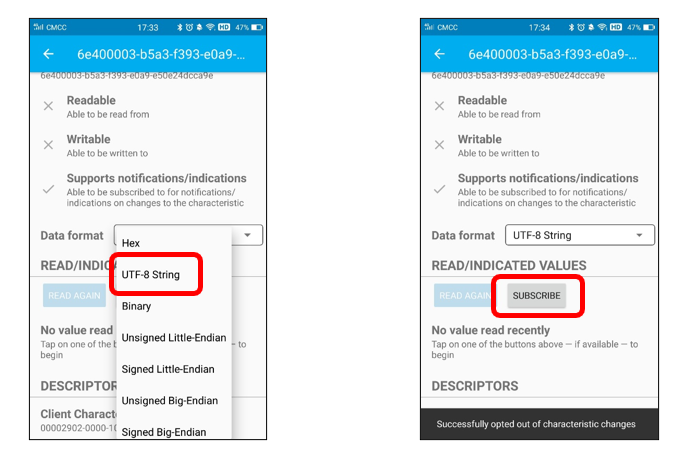 CMCC 17:33 HD 47%
6e400003-b5a3-f393-e0a9-...
6e400003-b5a3-f393-e0a9-e50e24dcca9e
Readable
Able to be read from
Writable
Able to be written to
Supports notifications/indications
Able to be subscribed to for notifications/
indications on changes to the characteristic
Data format
Hex
UTF-8 String
Binary
Unsigned Little-Endian
Signed Little-Endian
Unsigned Big-Endian
Signed Big-Endian
READ/INDIC
READ AGAIN
No value read
Tap on one of the b — to
begin
DESCRIPTOR
Client Charact
00002902-0000-10
CMCC 17:34 HD 47%
6e400003-b5a3-f393-e0a9-...
6e400003-b5a3-f393-e0a9-e50e24dcca9e
Readable
Able to be read from
Writable
Able to be written to
Supports notifications/indications
Able to be subscribed to for notifications/
indications on changes to the characteristic
Data format UTF-8 String
READ/INDICATED VALUES
READ AGAIN SUBSCRIBE
No value read recently
Tap on one of the buttons above — if available — to
begin
DESCRIPTORS
Successfully opted out of characteristic changes